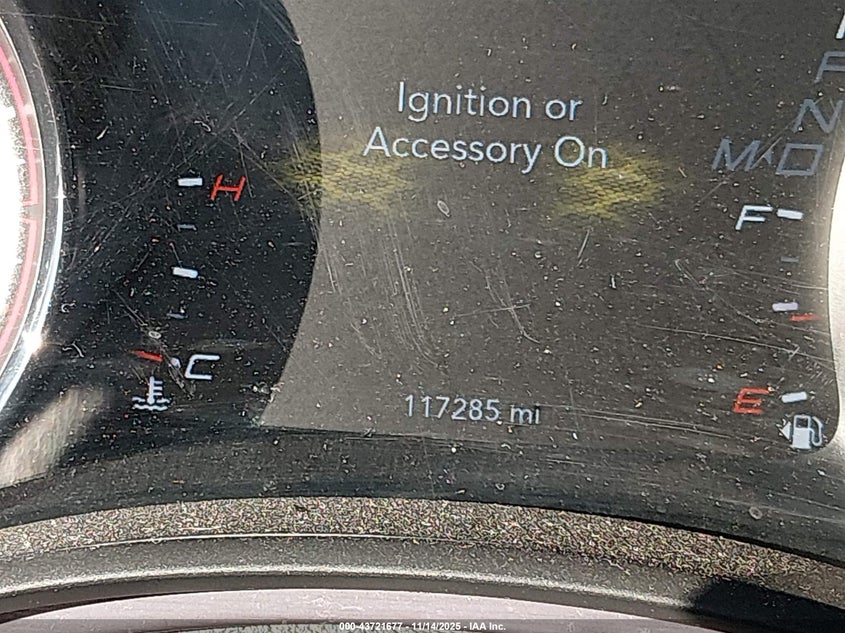 Ignition or
Accessory On
P
R
N
M D
H
F
C
E
117285 mi
000-43721677 - 11/14/2025 - IAA Inc.